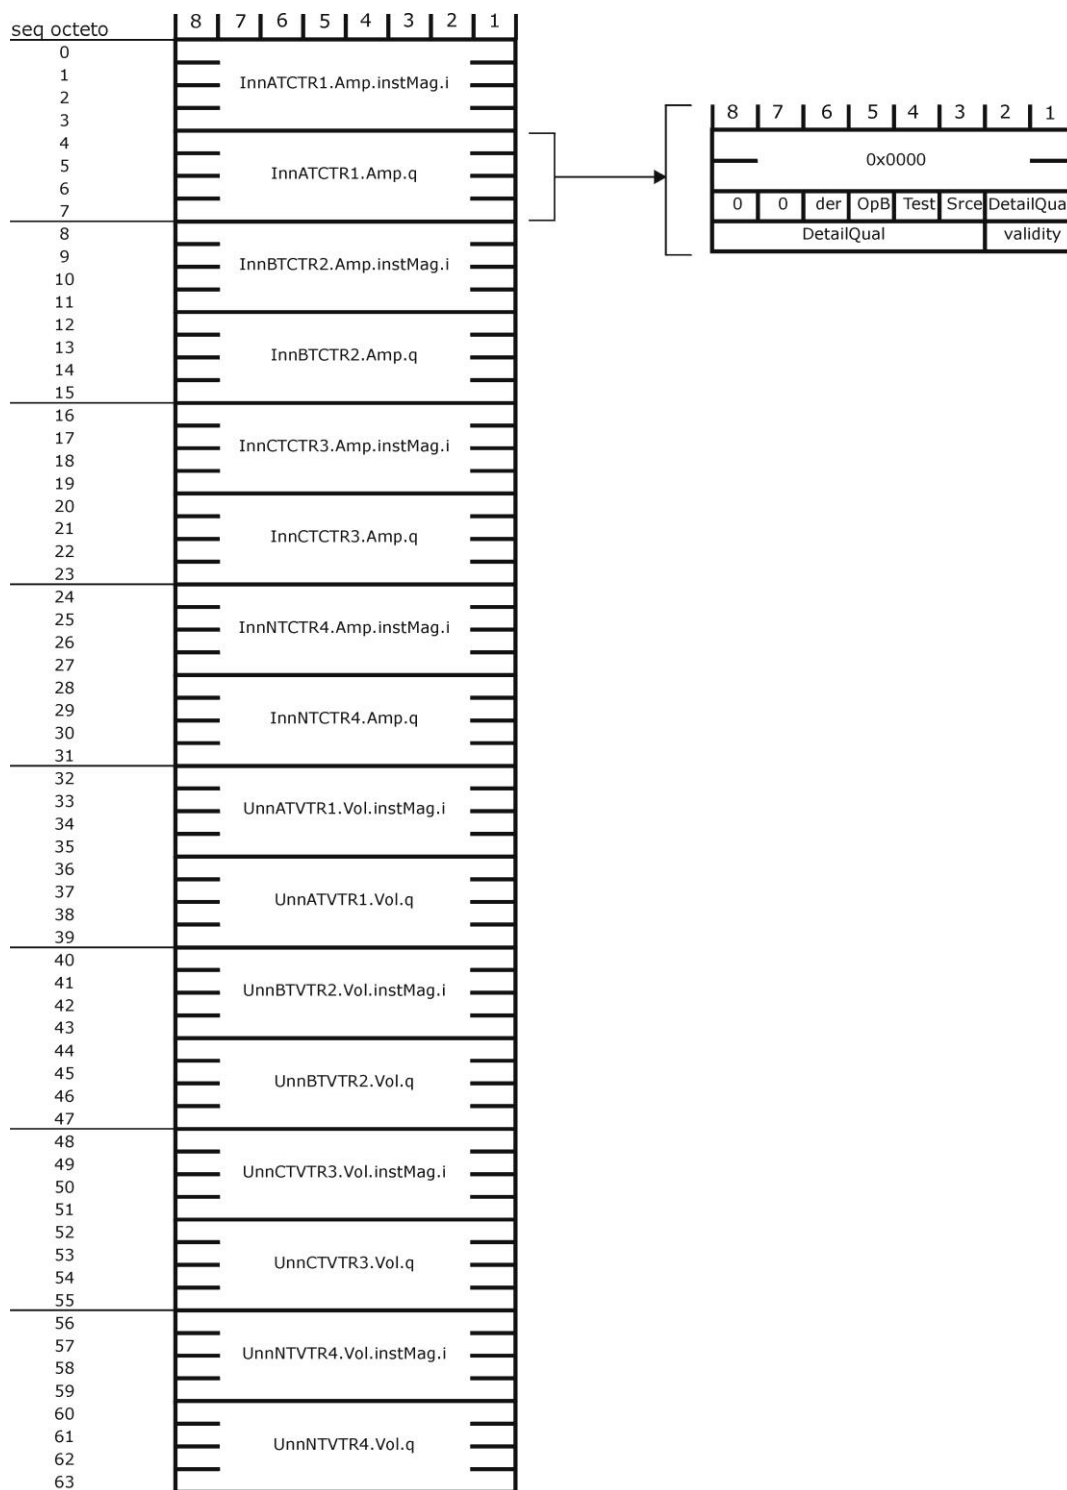 seq octeto 8 7 6 5 4 3 2 1
0
1 InnATCTR1.Amp.instMag.i
2
3
4
5 InnATCTR1.Amp.q
6
7
8
9 InnBTCTR2.Amp.instMag.i
10
11
12
13 InnBTCTR2.Amp.q
14
15
16
17 InnCTCTR3.Amp.instMag.i
18
19
20
21 InnCTCTR3.Amp.q
22
23
24
25 InnNTCTR4.Amp.instMag.i
26
27
28
29 InnNTCTR4.Amp.q
30
31
32
33 UnnATVTR1.Vol.instMag.i
34
35
36
37 UnnATVTR1.Vol.q
38
39
40
41 UnnBTVTR2.Vol.instMag.i
42
43
44
45 UnnBTVTR2.Vol.q
46
47
48
49 UnnCTVTR3.Vol.instMag.i
50
51
52
53 UnnCTVTR3.Vol.q
54
55
56
57 UnnNTVTR4.Vol.instMag.i
58
59
60
61 UnnNTVTR4.Vol.q
62
63
8 7 6 5 4 3 2 1
0x0000
0 0 der OpB Test Srce DetailQua
DetailQual validity